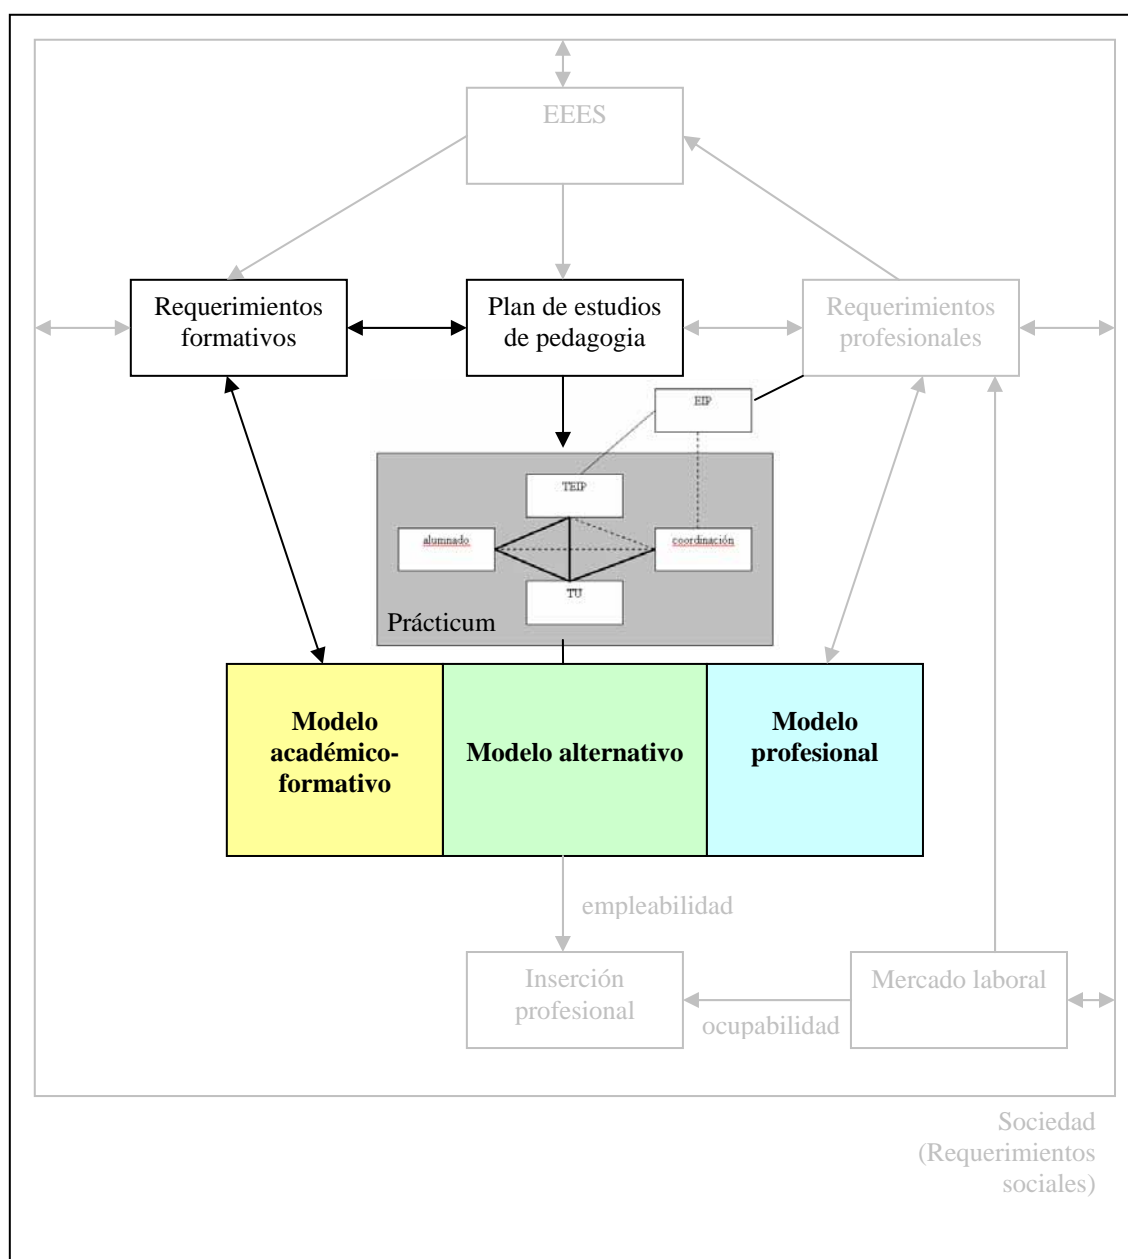 EEES
Requerimientos
formativos
Plan de estudios
de pedagogia
Requerimientos
profesionales
EIP
TEIP
alumnado
coordinación
TU
Prácticum
Modelo
académico-
formativo
Modelo alternativo
Modelo
profesional
empleabilidad
Inserción
profesional
Mercado laboral
ocupabilidad
Sociedad
(Requerimientos
sociales)